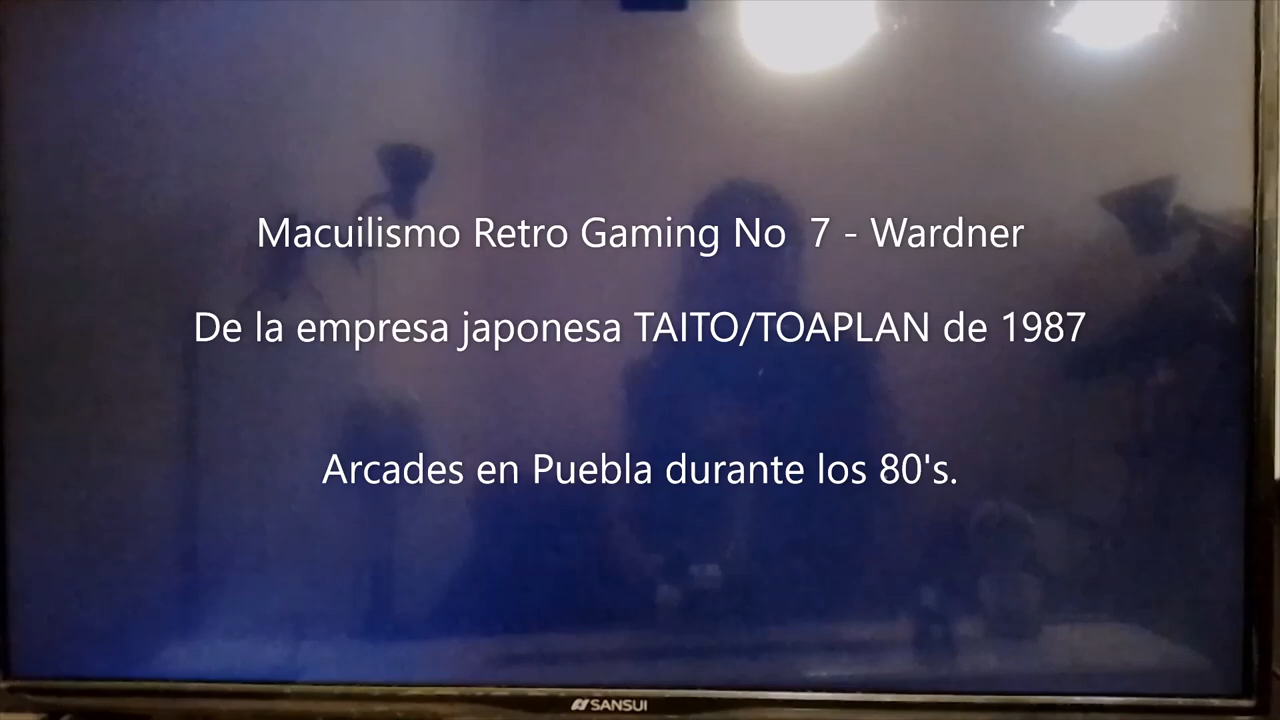 Macuilismo Retro Gaming No  7 - Wardner
De la empresa japonesa TAITO/TOAPLAN de 1987
Arcades en Puebla durante los 80's.
SANSUI